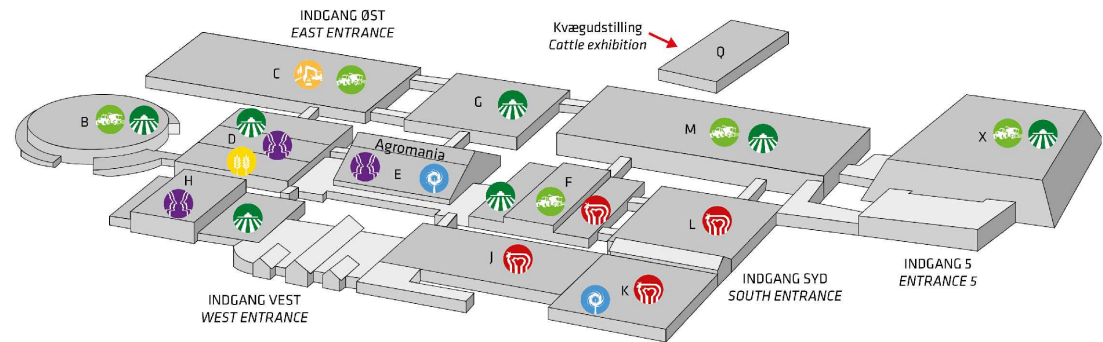 INDGANG ØST
EAST ENTRANCE
Kvægudstilling
Cattle exhibition
Q
C
G
B
D
M
X
Agromania
E
H
F
L
J
K
INDGANG SYD
SOUTH ENTRANCE
INDGANG 5
ENTRANCE 5
INDGANG VEST
WEST ENTRANCE